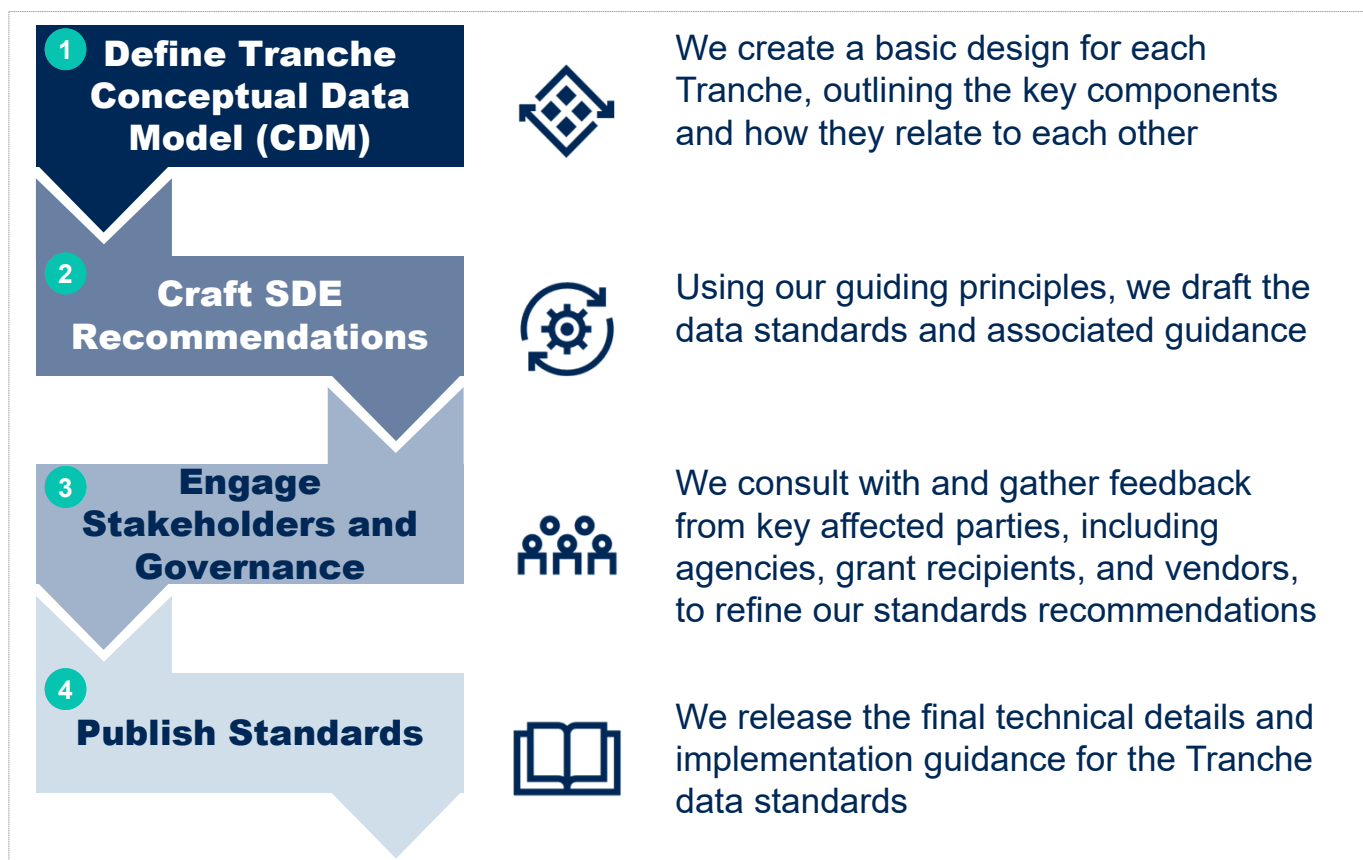 1
Define Tranche
Conceptual Data
Model (CDM)
We create a basic design for each
Tranche, outlining the key components
and how they relate to each other
2
Craft SDE
Recommendations
Using our guiding principles, we draft the
data standards and associated guidance
3
Engage
Stakeholders and
Governance
We consult with and gather feedback
from key affected parties, including
agencies, grant recipients, and vendors,
to refine our standards recommendations
4
Publish Standards
We release the final technical details and
implementation guidance for the Tranche
data standards